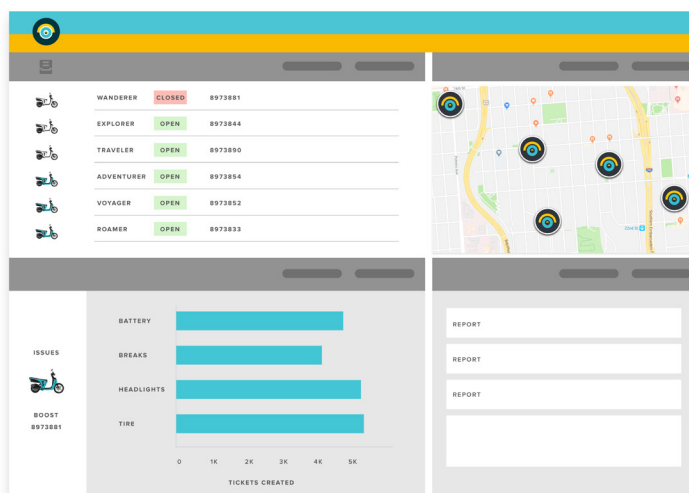 WANDERER CLOSED 8973881
EXPLORER OPEN 8973844
TRAVELER OPEN 8973890
ADVENTURER OPEN 8973854
VOYAGER OPEN 8973852
ROAMER OPEN 8973833
ISSUES
BOOST
8973881
BATTERY
BREAKS
HEADLIGHTS
TIRE
0 1K 2K 3K 4K 5K
TICKETS CREATED
REPORT
REPORT
REPORT